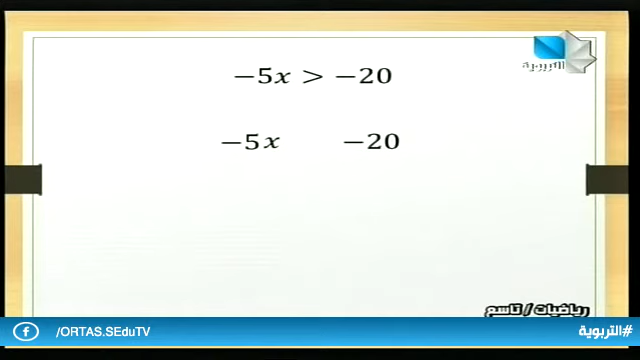 −5x > −20
التربوية
−5x −20
رياضيات / تاسع
/ORTAS.SEduTV
#التربوية